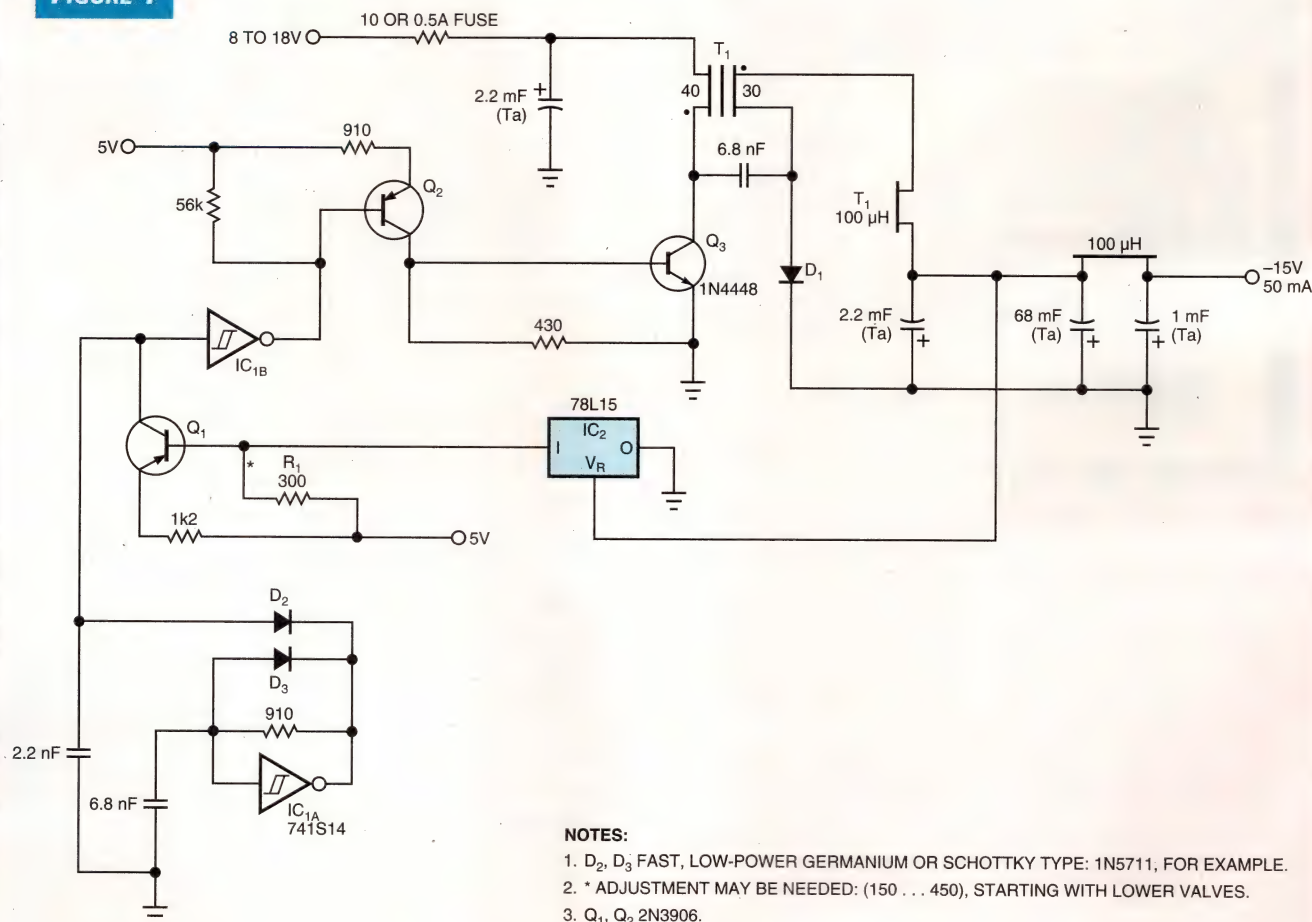 FIGURE 1
10 OR 0.5A FUSE
8 TO 18V
T1
40
30
2.2 mF
(Ta)
5V
910
6.8 nF
56k
Q2
T1
100 µH
Q3
1N4448
D1
100 µH
–15V
50 mA
2.2 mF
(Ta)
68 mF
(Ta)
1 mF
(Ta)
430
IC1B
78L15
IC2
I
O
VR
Q1
*
R1
300
1k2
5V
D2
D3
910
2.2 nF
6.8 nF
IC1A
741S14
NOTES:
1. D2, D3 FAST, LOW-POWER GERMANIUM OR SCHOTTKY TYPE: 1N5711, FOR EXAMPLE.
2. * ADJUSTMENT MAY BE NEEDED: (150 . . . 450), STARTING WITH LOWER VALVES.
3. Q1, Q2 2N3906.